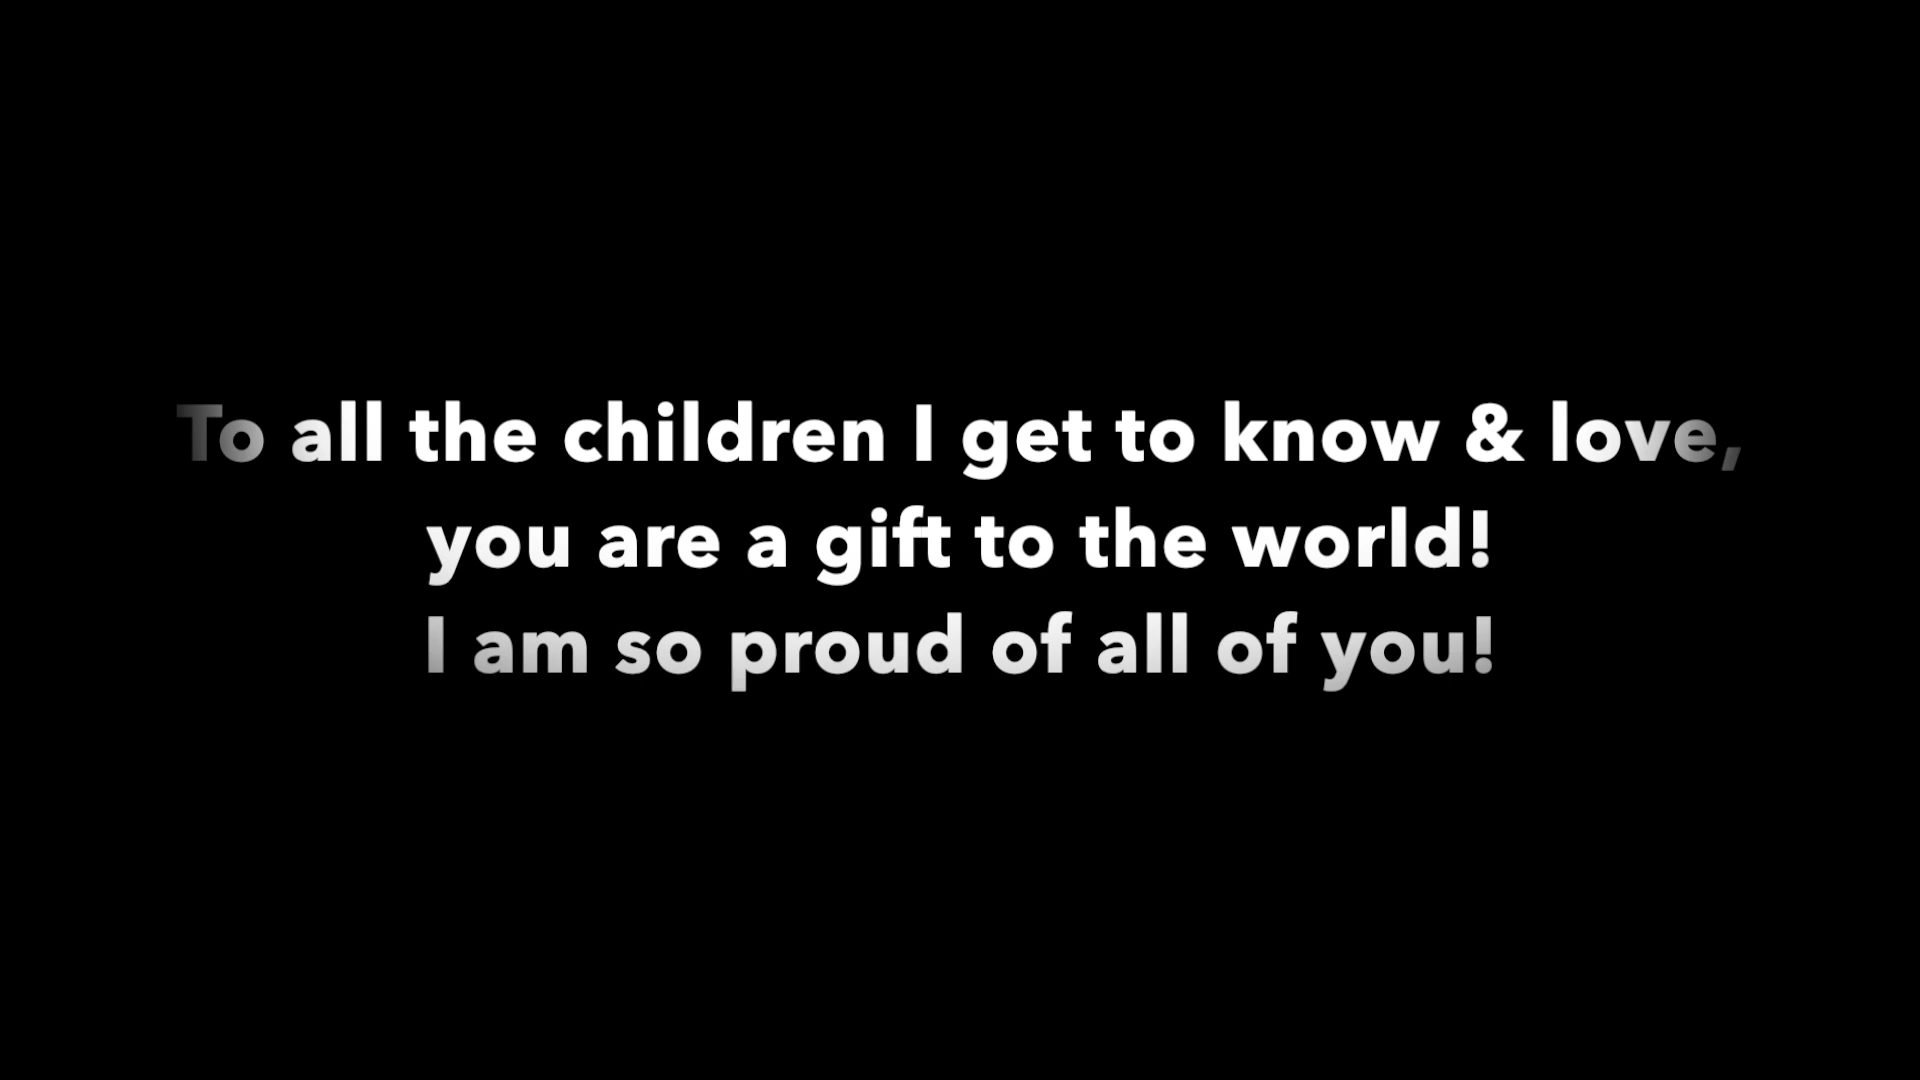 To all the children I get to know & love,
you are a gift to the world!
I am so proud of all of you!